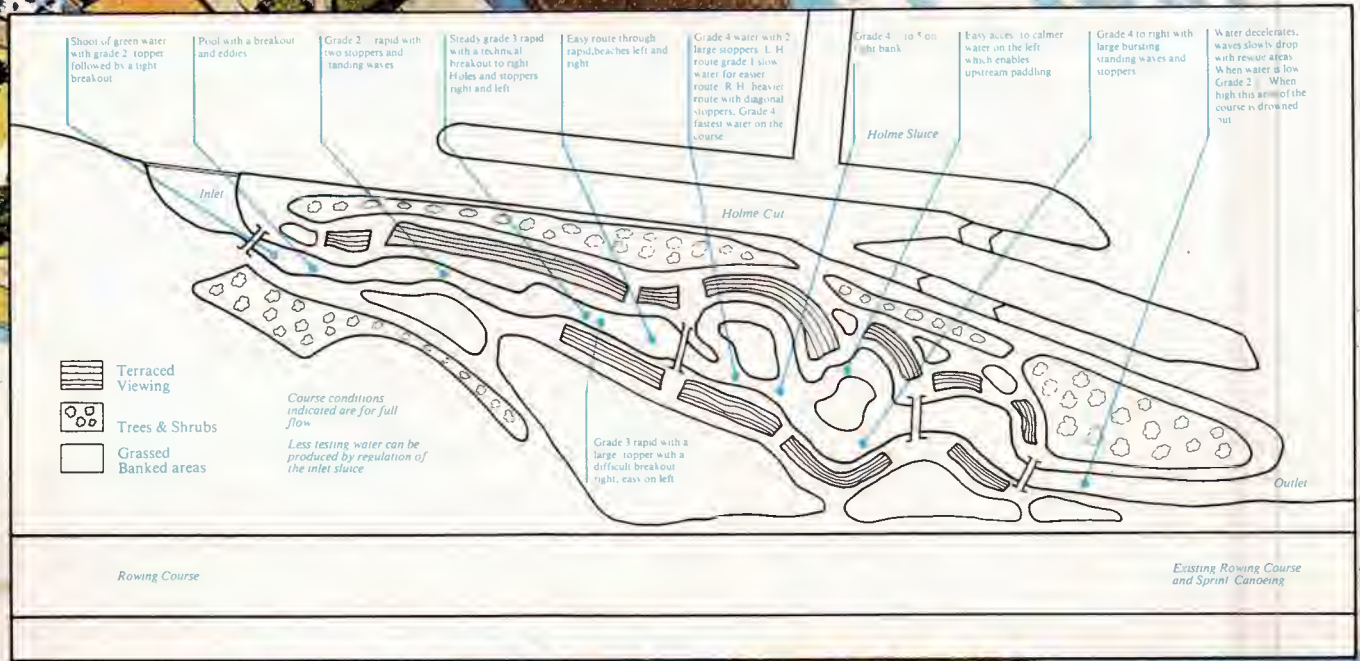 Shoot of green water
with grade 2 topper
followed by a tight
breakout
Pool with a breakout
and eddies
Grade 2 rapid with
two stoppers and
tanding waves
Steady grade 3 rapid
with a technical
breakout to right
Holes and stoppers
right and left
Easy route through
rapid, beaches left and
right
Grade 4 water with 2
large stoppers L H
route grade 1 slow
water for easier
route R H heavier
route with diagonal
stoppers. Grade 4
fastest water on the
course
Grade 4 to 5 on
right bank
Easy access to calmer
water on the left
which enables
upstream paddling
Grade 4 to right with
large bursting
standing waves and
stoppers
Water decelerates,
waves slowly drop
with rescue areas
When water is low
Grade 2 When
high this area of the
course is drowned
out
Holme Sluice
Inlet
Holme Cut
Terraced
Viewing
Trees & Shrubs
Grassed
Banked areas
Course conditions
indicated are for full
flow
Less testing water can be
produced by regulation of
the inlet sluice
Grade 3 rapid with a
large topper with a
difficult breakout
right, easy on left
Outlet
Rowing Course
Existing Rowing Course
and Sprint Canoeing